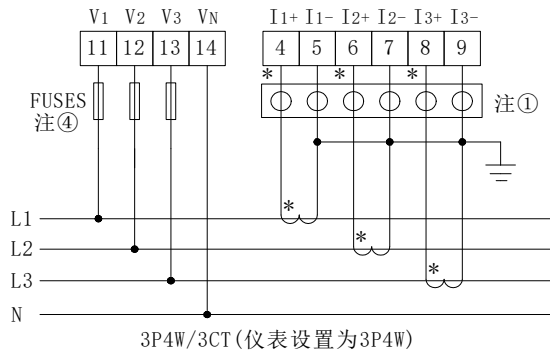 V1 V2 V3 VN I1+ I1- I2+ I2- I3+ I3-
11 12 13 14 4 5 6 7 8 9
* * *
FUSES 注①
注④
*
L1
*
L2
*
L3
N
3P4W/3CT(仪表设置为3P4W)